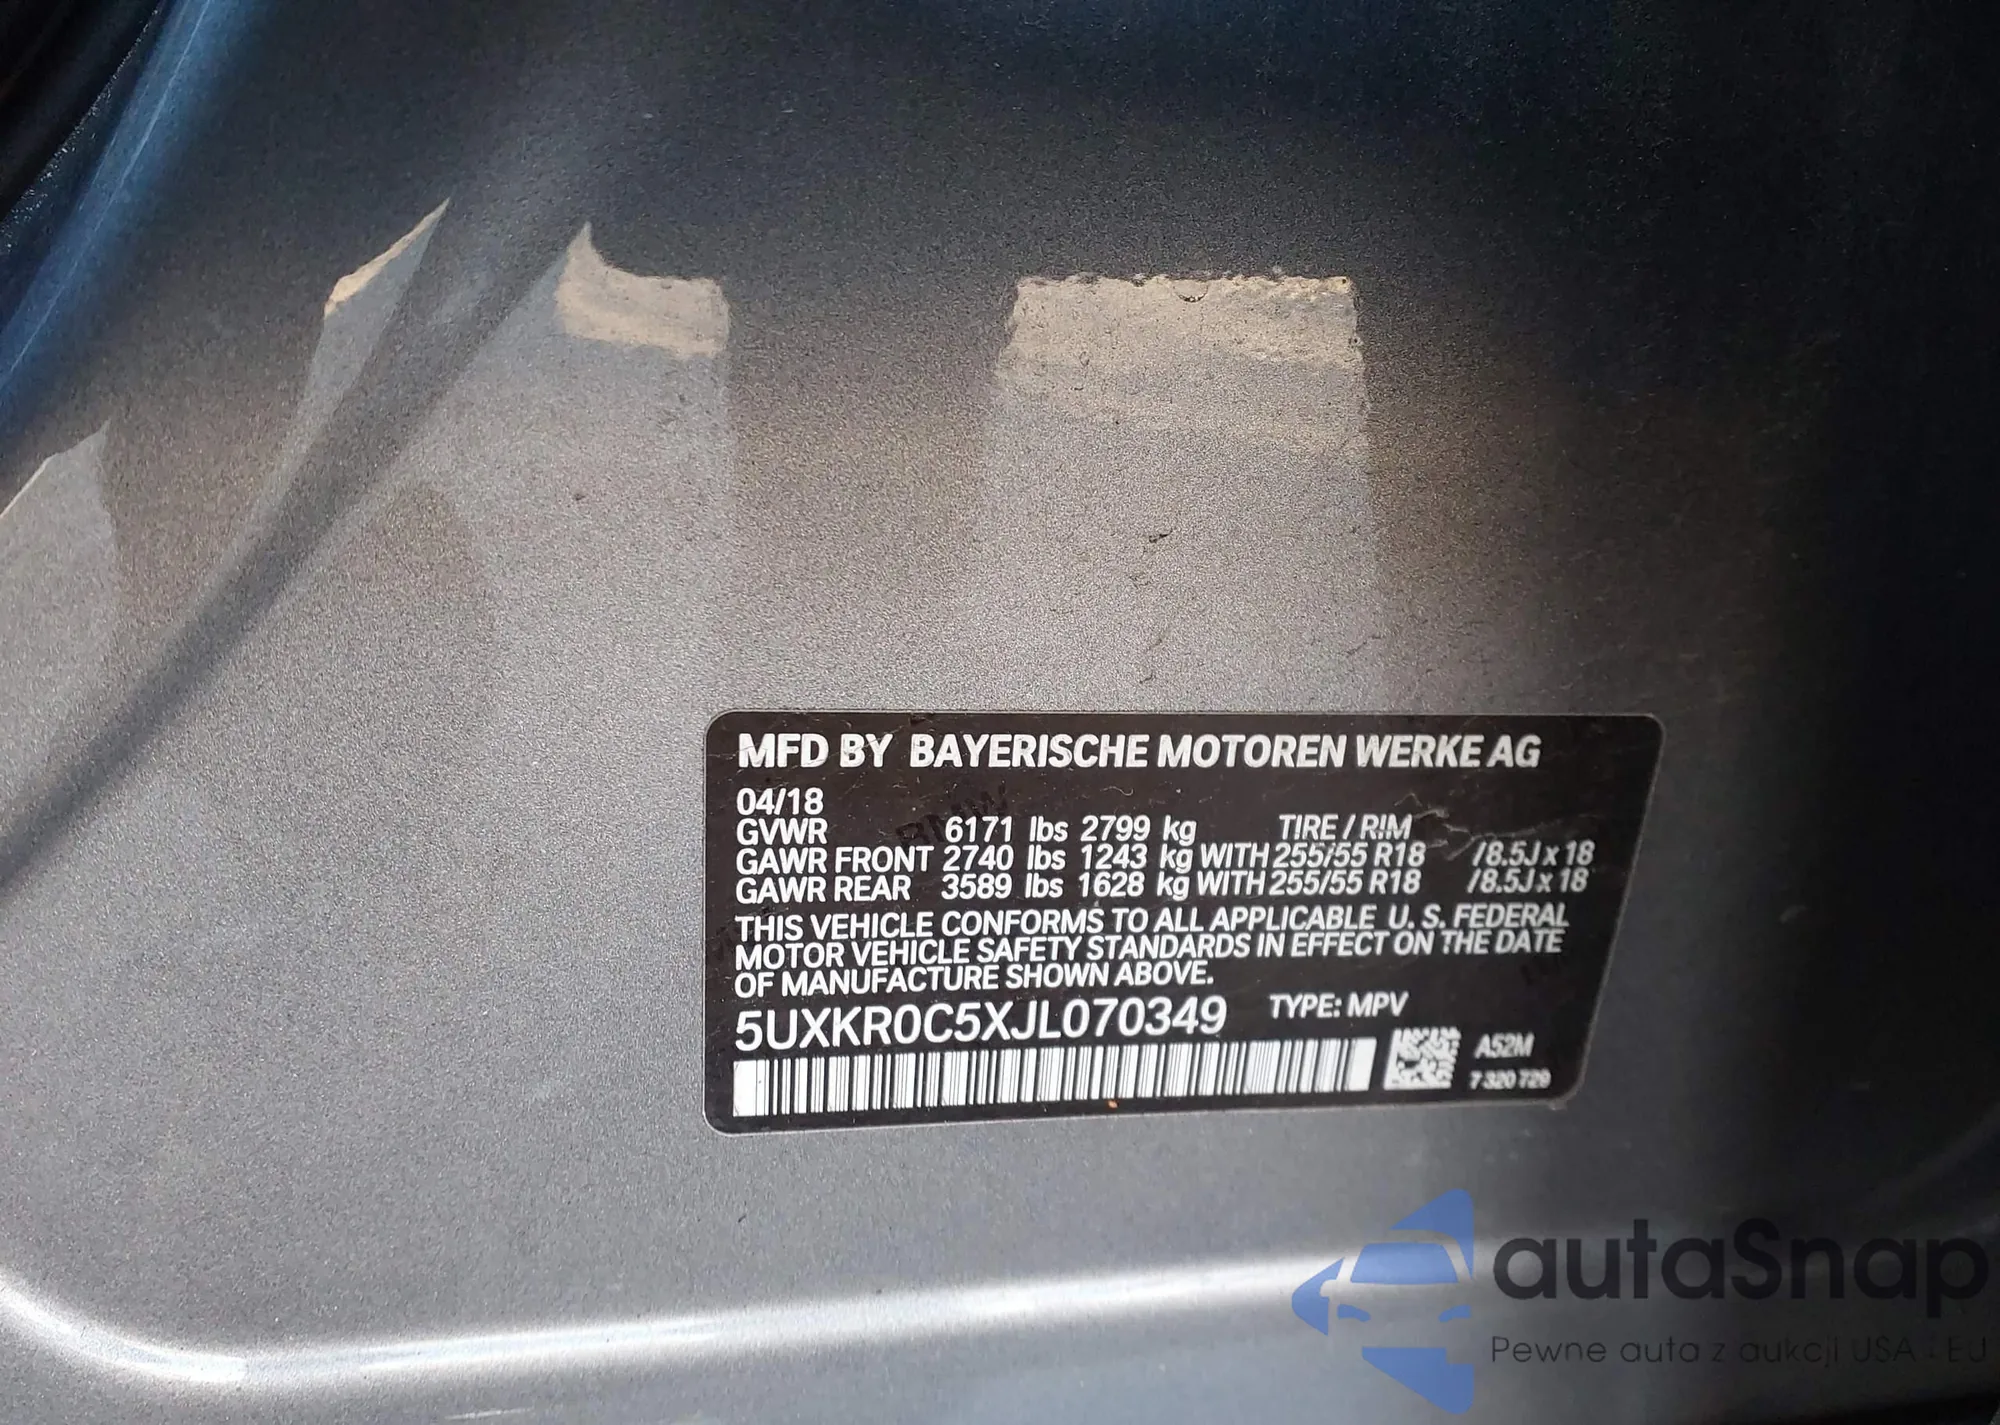 MFD BY BAYERISCHE MOTOREN WERKE AG
04/18
GVWR 6171 lbs 2799 kg TIRE / RIM
GAWR FRONT 2740 lbs 1243 kg WITH 255/55 R18 /8.5J x 18
GAWR REAR 3589 lbs 1628 kg WITH 255/55 R18 /8.5J x 18
THIS VEHICLE CONFORMS TO ALL APPLICABLE U. S. FEDERAL
MOTOR VEHICLE SAFETY STANDARDS IN EFFECT ON THE DATE
OF MANUFACTURE SHOWN ABOVE.
5UXKR0C5XJL070349 TYPE: MPV
A52M
7 320 729
autaSnap
Pewne auta z aukcji USA i EU